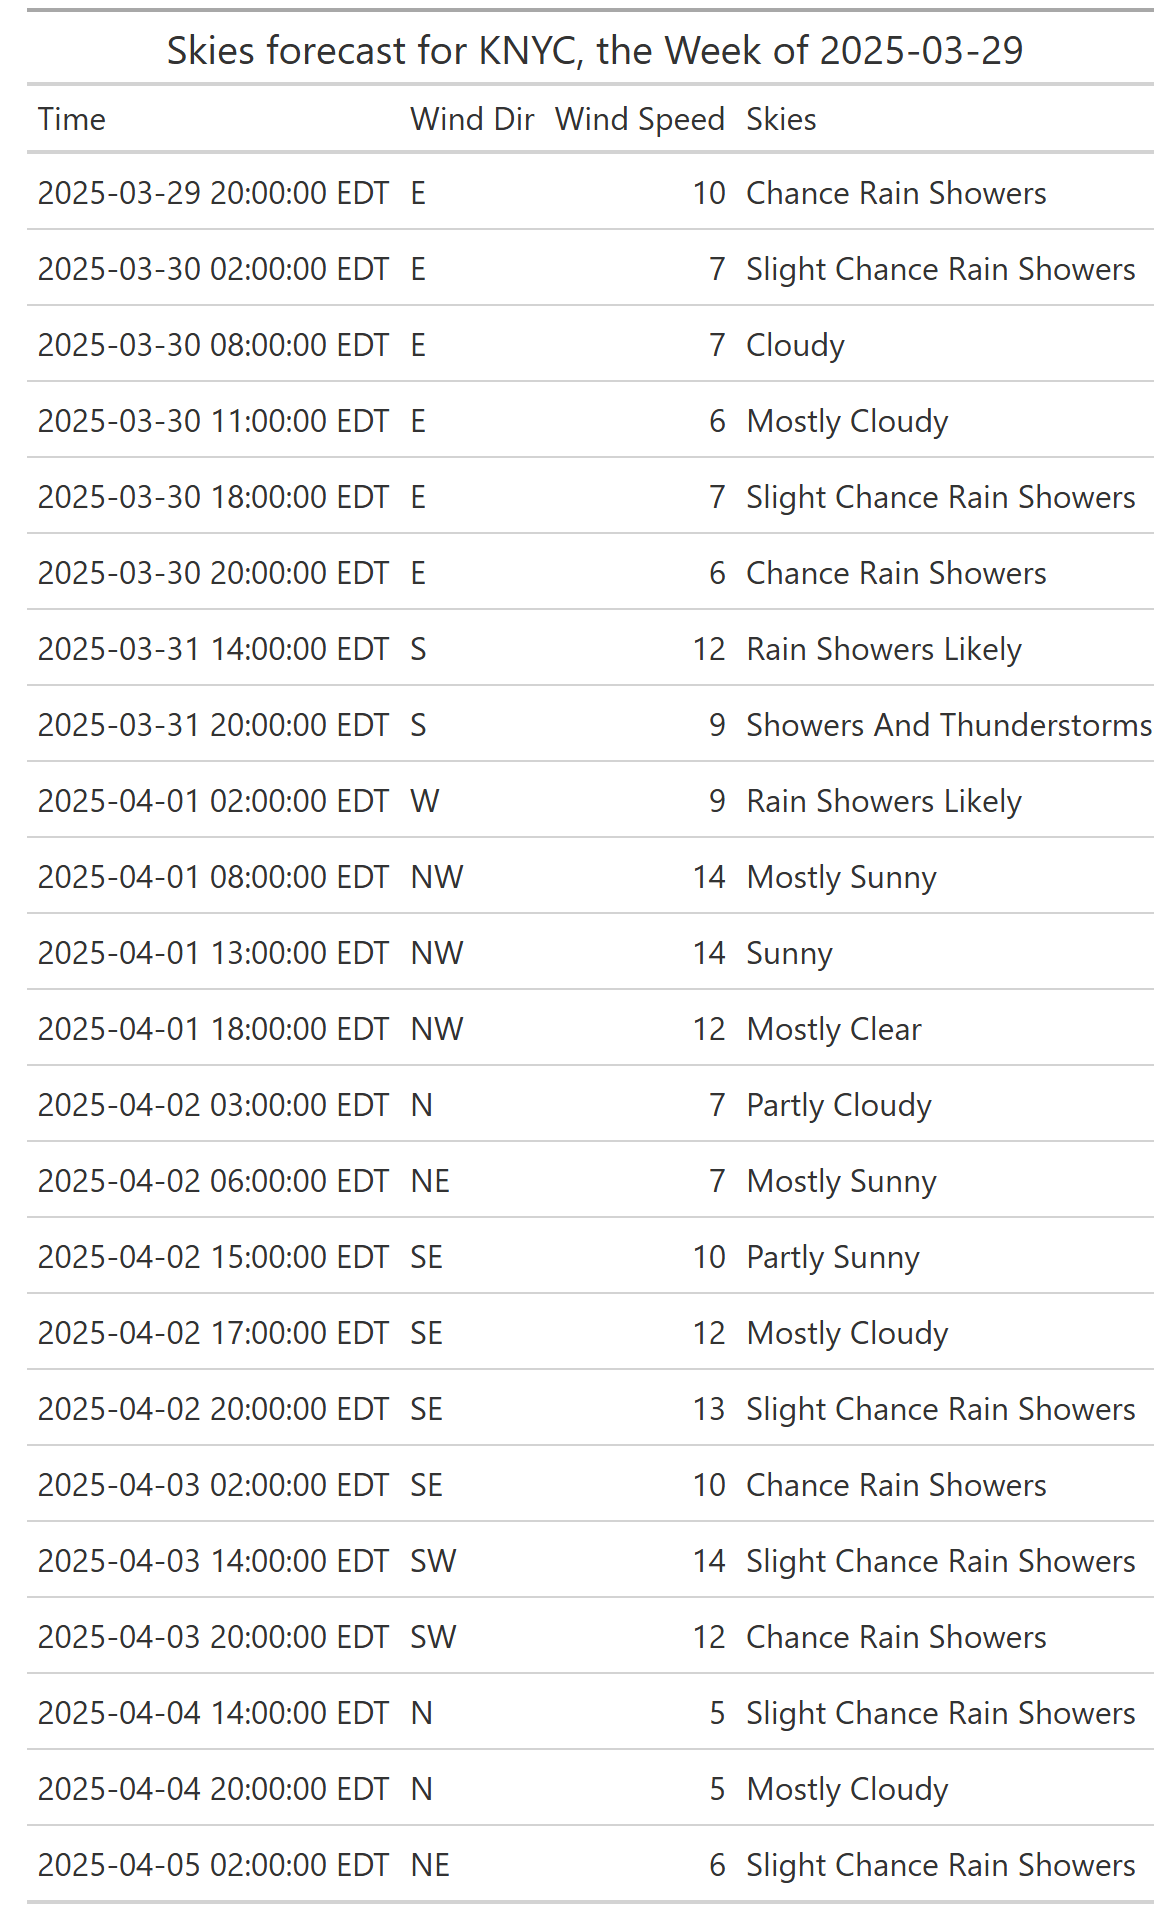 Skies forecast for KNYC, the Week of 2025-03-29
Time Wind Dir Wind Speed Skies
2025-03-29 20:00:00 EDT E 10 Chance Rain Showers
2025-03-30 02:00:00 EDT E 7 Slight Chance Rain Showers
2025-03-30 08:00:00 EDT E 7 Cloudy
2025-03-30 11:00:00 EDT E 6 Mostly Cloudy
2025-03-30 18:00:00 EDT E 7 Slight Chance Rain Showers
2025-03-30 20:00:00 EDT E 6 Chance Rain Showers
2025-03-31 14:00:00 EDT S 12 Rain Showers Likely
2025-03-31 20:00:00 EDT S 9 Showers And Thunderstorms
2025-04-01 02:00:00 EDT W 9 Rain Showers Likely
2025-04-01 08:00:00 EDT NW 14 Mostly Sunny
2025-04-01 13:00:00 EDT NW 14 Sunny
2025-04-01 18:00:00 EDT NW 12 Mostly Clear
2025-04-02 03:00:00 EDT N 7 Partly Cloudy
2025-04-02 06:00:00 EDT NE 7 Mostly Sunny
2025-04-02 15:00:00 EDT SE 10 Partly Sunny
2025-04-02 17:00:00 EDT SE 12 Mostly Cloudy
2025-04-02 20:00:00 EDT SE 13 Slight Chance Rain Showers
2025-04-03 02:00:00 EDT SE 10 Chance Rain Showers
2025-04-03 14:00:00 EDT SW 14 Slight Chance Rain Showers
2025-04-03 20:00:00 EDT SW 12 Chance Rain Showers
2025-04-04 14:00:00 EDT N 5 Slight Chance Rain Showers
2025-04-04 20:00:00 EDT N 5 Mostly Cloudy
2025-04-05 02:00:00 EDT NE 6 Slight Chance Rain Showers